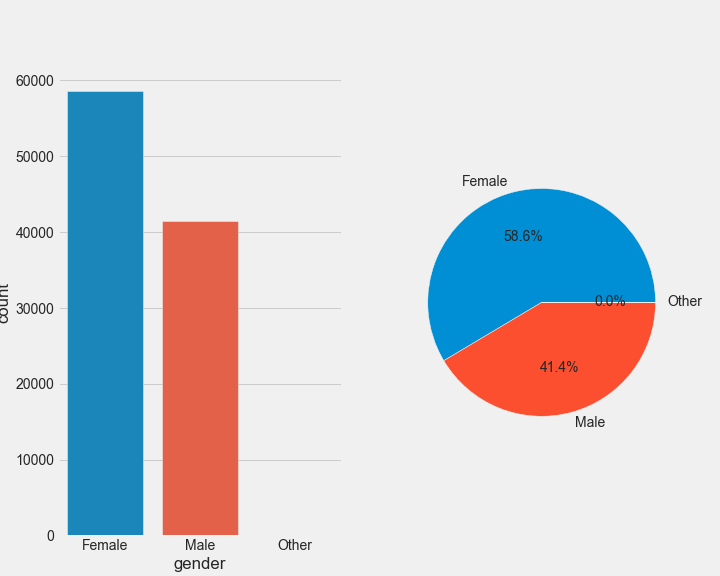 60000
50000
40000
30000
20000
10000
0
count
Female
Male
Other
gender
Female
58.6%
0.0%
Other
41.4%
Male